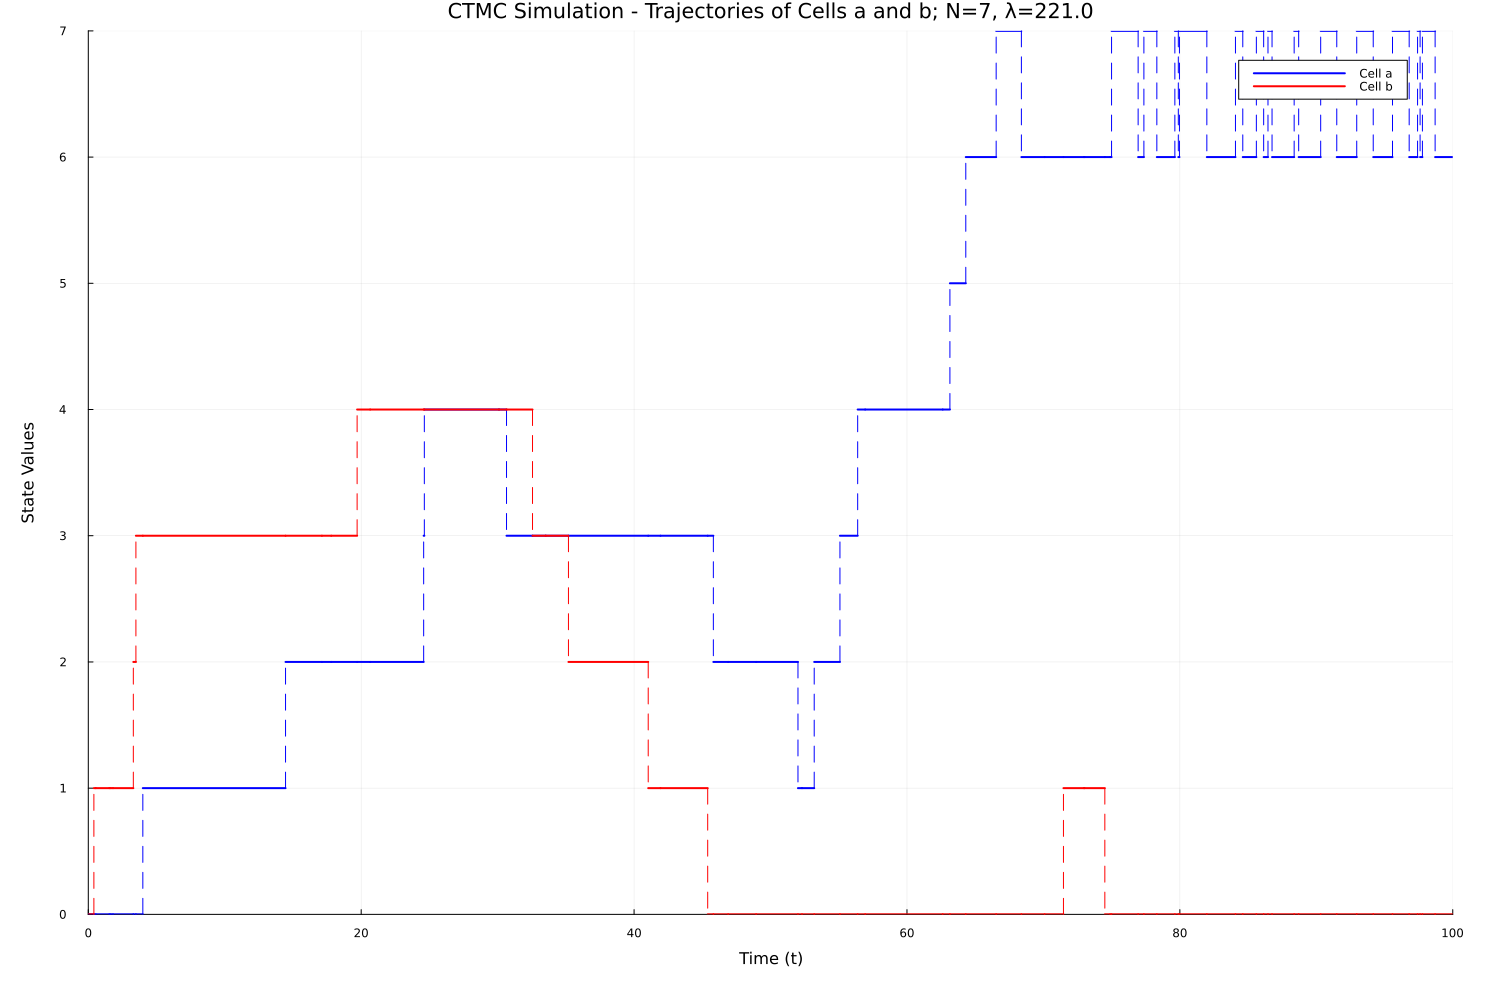 CTMC Simulation - Trajectories of Cells a and b; N=7, λ=221.0
7
Cell a
Cell b
6
5
4
State Values
3
2
1
0
0 20 40 60 80 100
Time (t)